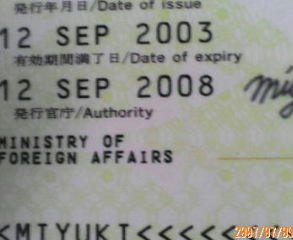 発行年月日/Date of issue
12 SEP 2003
有効期間満了日/Date of expiry
12 SEP 2008
発行官庁/Authority
MINISTRY OF
FOREIGN AFFAIRS
<MIYUKI<<<<<<